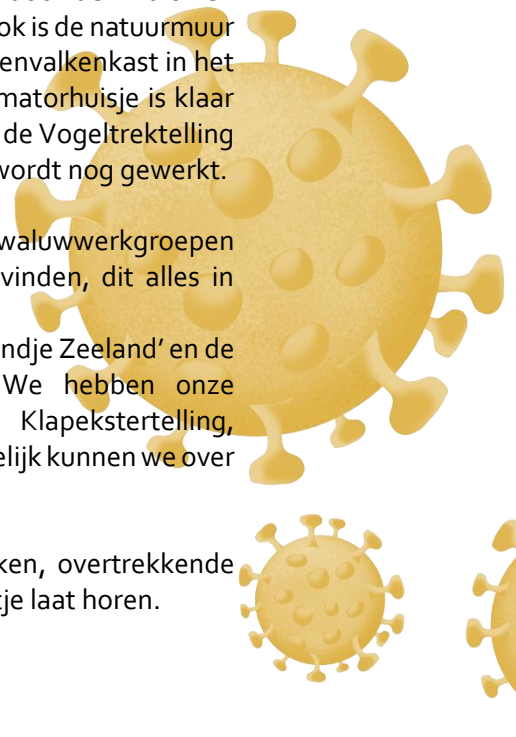 ok is de natuurmuur
envalkenkast in het
matorhuisje is klaar
de Vogeltrektelling
wordt nog gewerkt.
waluwwerkgroepen
vinden, dit alles in
ndje Zeeland' en de
We hebben onze
Klapekstertelling,
elijk kunnen we over
ken, overtrekkende
tje laat horen.